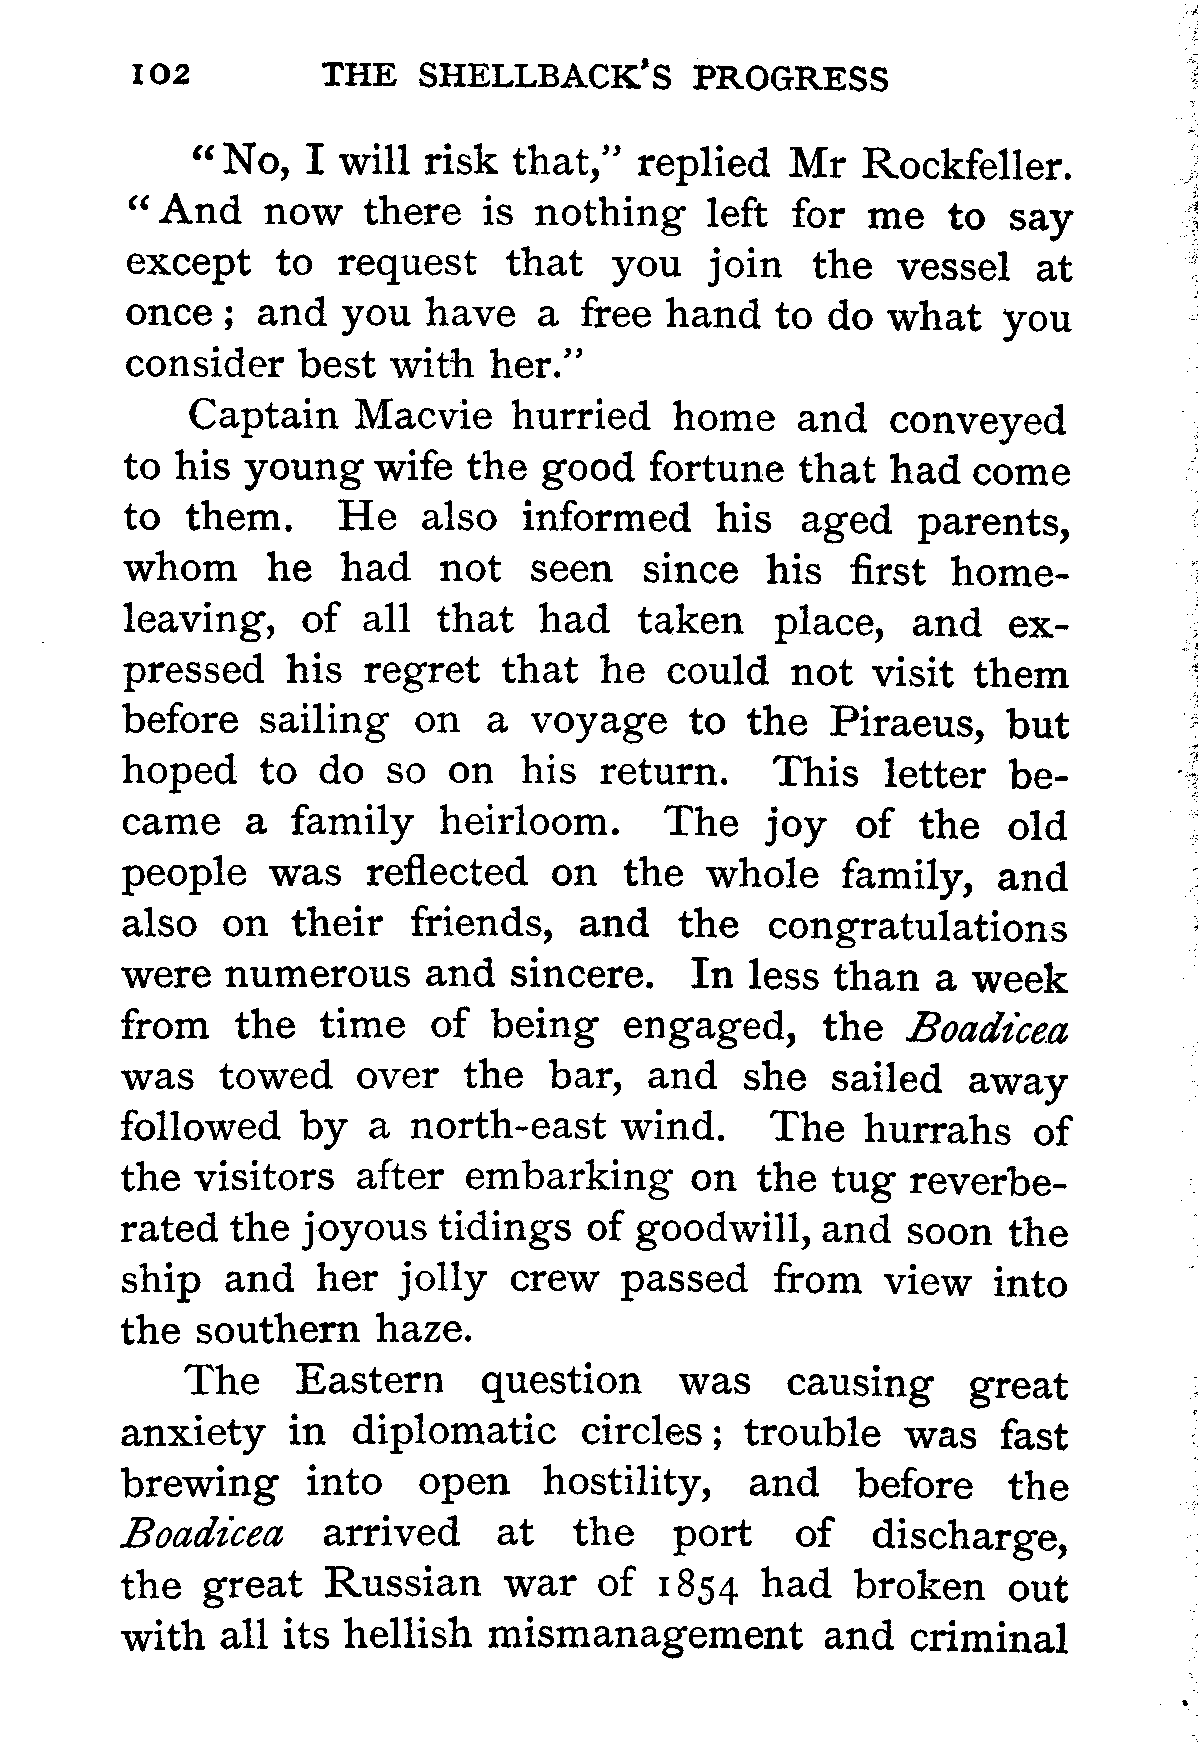 102 THE SHELLBACK'S PROGRESS
"No, I will risk that," replied Mr Rockfeller.
"And now there is nothing left for me to say
except to request that you join the vessel at
once; and you have a free hand to do what you
consider best with her."
Captain Macvie hurried home and conveyed
to his young wife the good fortune that had come
to them. He also informed his aged parents,
whom he had not seen since his first home-
leaving, of all that had taken place, and ex-
pressed his regret that he could not visit them
before sailing on a voyage to the Piraeus, but
hoped to do so on his return. This letter be-
came a family heirloom. The joy of the old
people was reflected on the whole family, and
also on their friends, and the congratulations
were numerous and sincere. In less than a week
from the time of being engaged, the Boadicea
was towed over the bar, and she sailed away
followed by a north-east wind. The hurrahs of
the visitors after embarking on the tug reverbe-
rated the joyous tidings of goodwill, and soon the
ship and her jolly crew passed from view into
the southern haze.
The Eastern question was causing great
anxiety in diplomatic circles; trouble was fast
brewing into open hostility, and before the
Boadicea arrived at the port of discharge,
the great Russian war of 1854 had broken out
with all its hellish mismanagement and criminal